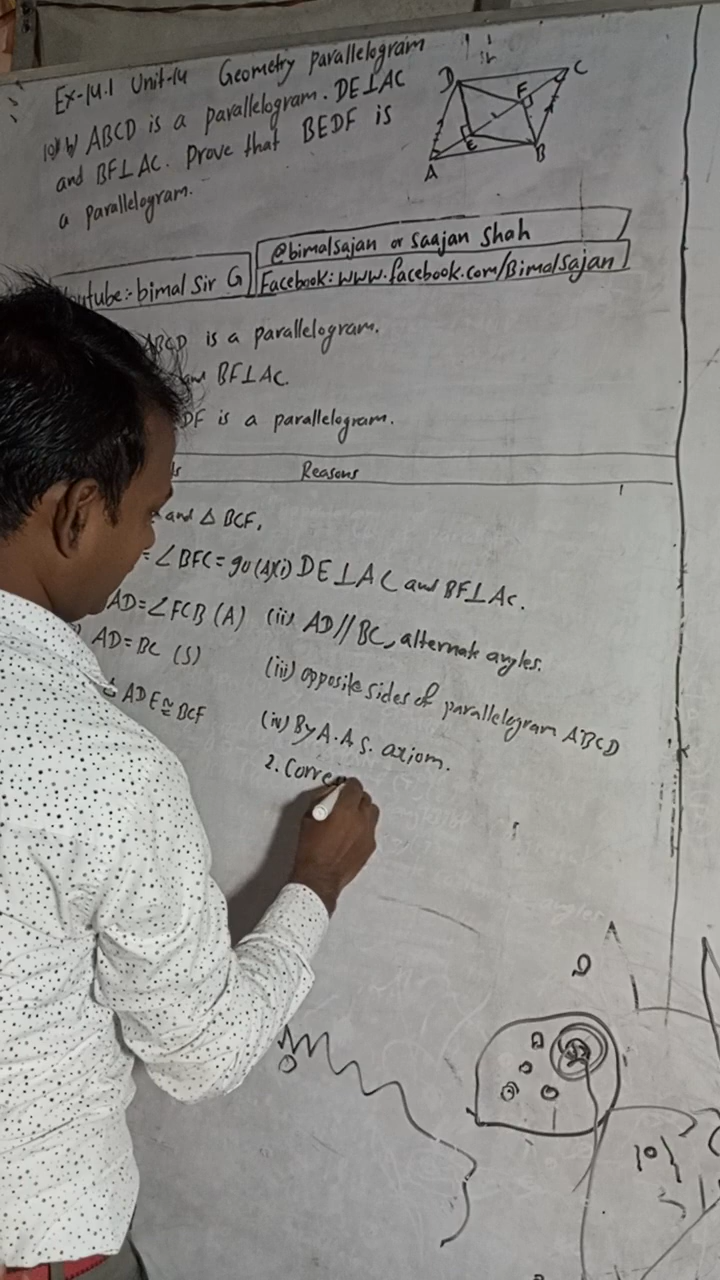 Ex-14.1 Unit-14 Geometry parallelogram
10) b) ABCD is a parallelogram. DE⊥AC
and BF⊥AC. Prove that BEDF is
a parallelogram.
D
C
F
E
A
B
@bimalsajan or Saajan Shah
utube:- bimal Sir G
Facebook: www.facebook.com/Bimalsajan
ABCD is a parallelogram.
and BF⊥AC.
DF is a parallelogram.
Reasons
and △ BCF,
= ∠BFC = 90 (A) (i) DE⊥AC and BF⊥AC.
AD = ∠FCB (A) (ii) AD//BC, alternate angles.
AD = BC (S) (iii) opposite sides of parallelogram ABCD
△ ADE ≅ BCF (iv) By A.A.S. axiom.
2. Corre